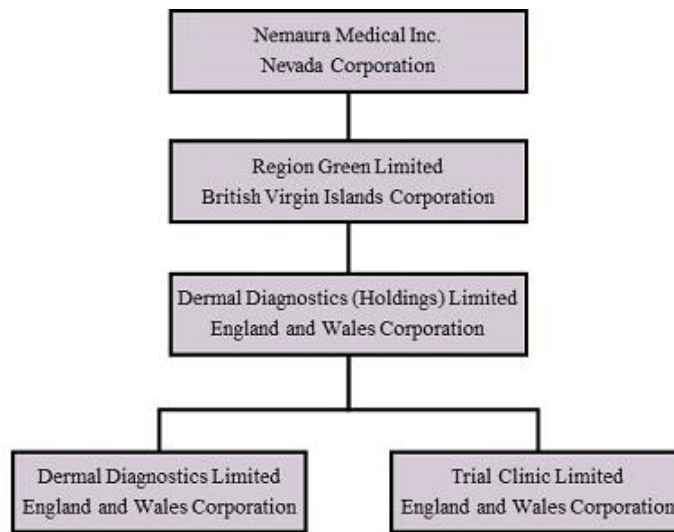 Nemaura Medical Inc.
Nevada Corporation
Region Green Limited
British Virgin Islands Corporation
Dermal Diagnostics (Holdings) Limited
England and Wales Corporation
Dermal Diagnostics Limited
England and Wales Corporation
Trial Clinic Limited
England and Wales Corporation